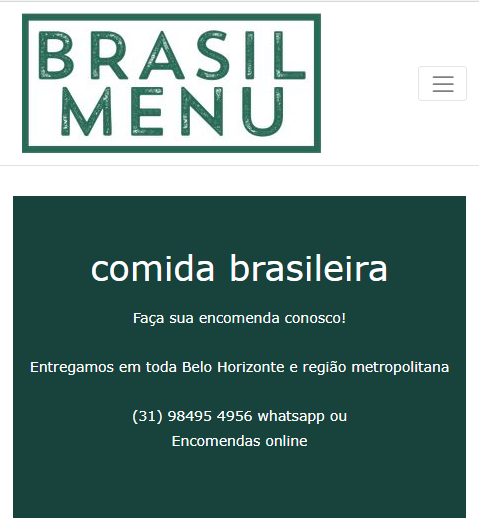 BRASIL
MENU
comida brasileira
Faça sua encomenda conosco!
Entregamos em toda Belo Horizonte e região metropolitana
(31) 98495 4956 whatsapp ou
Encomendas online